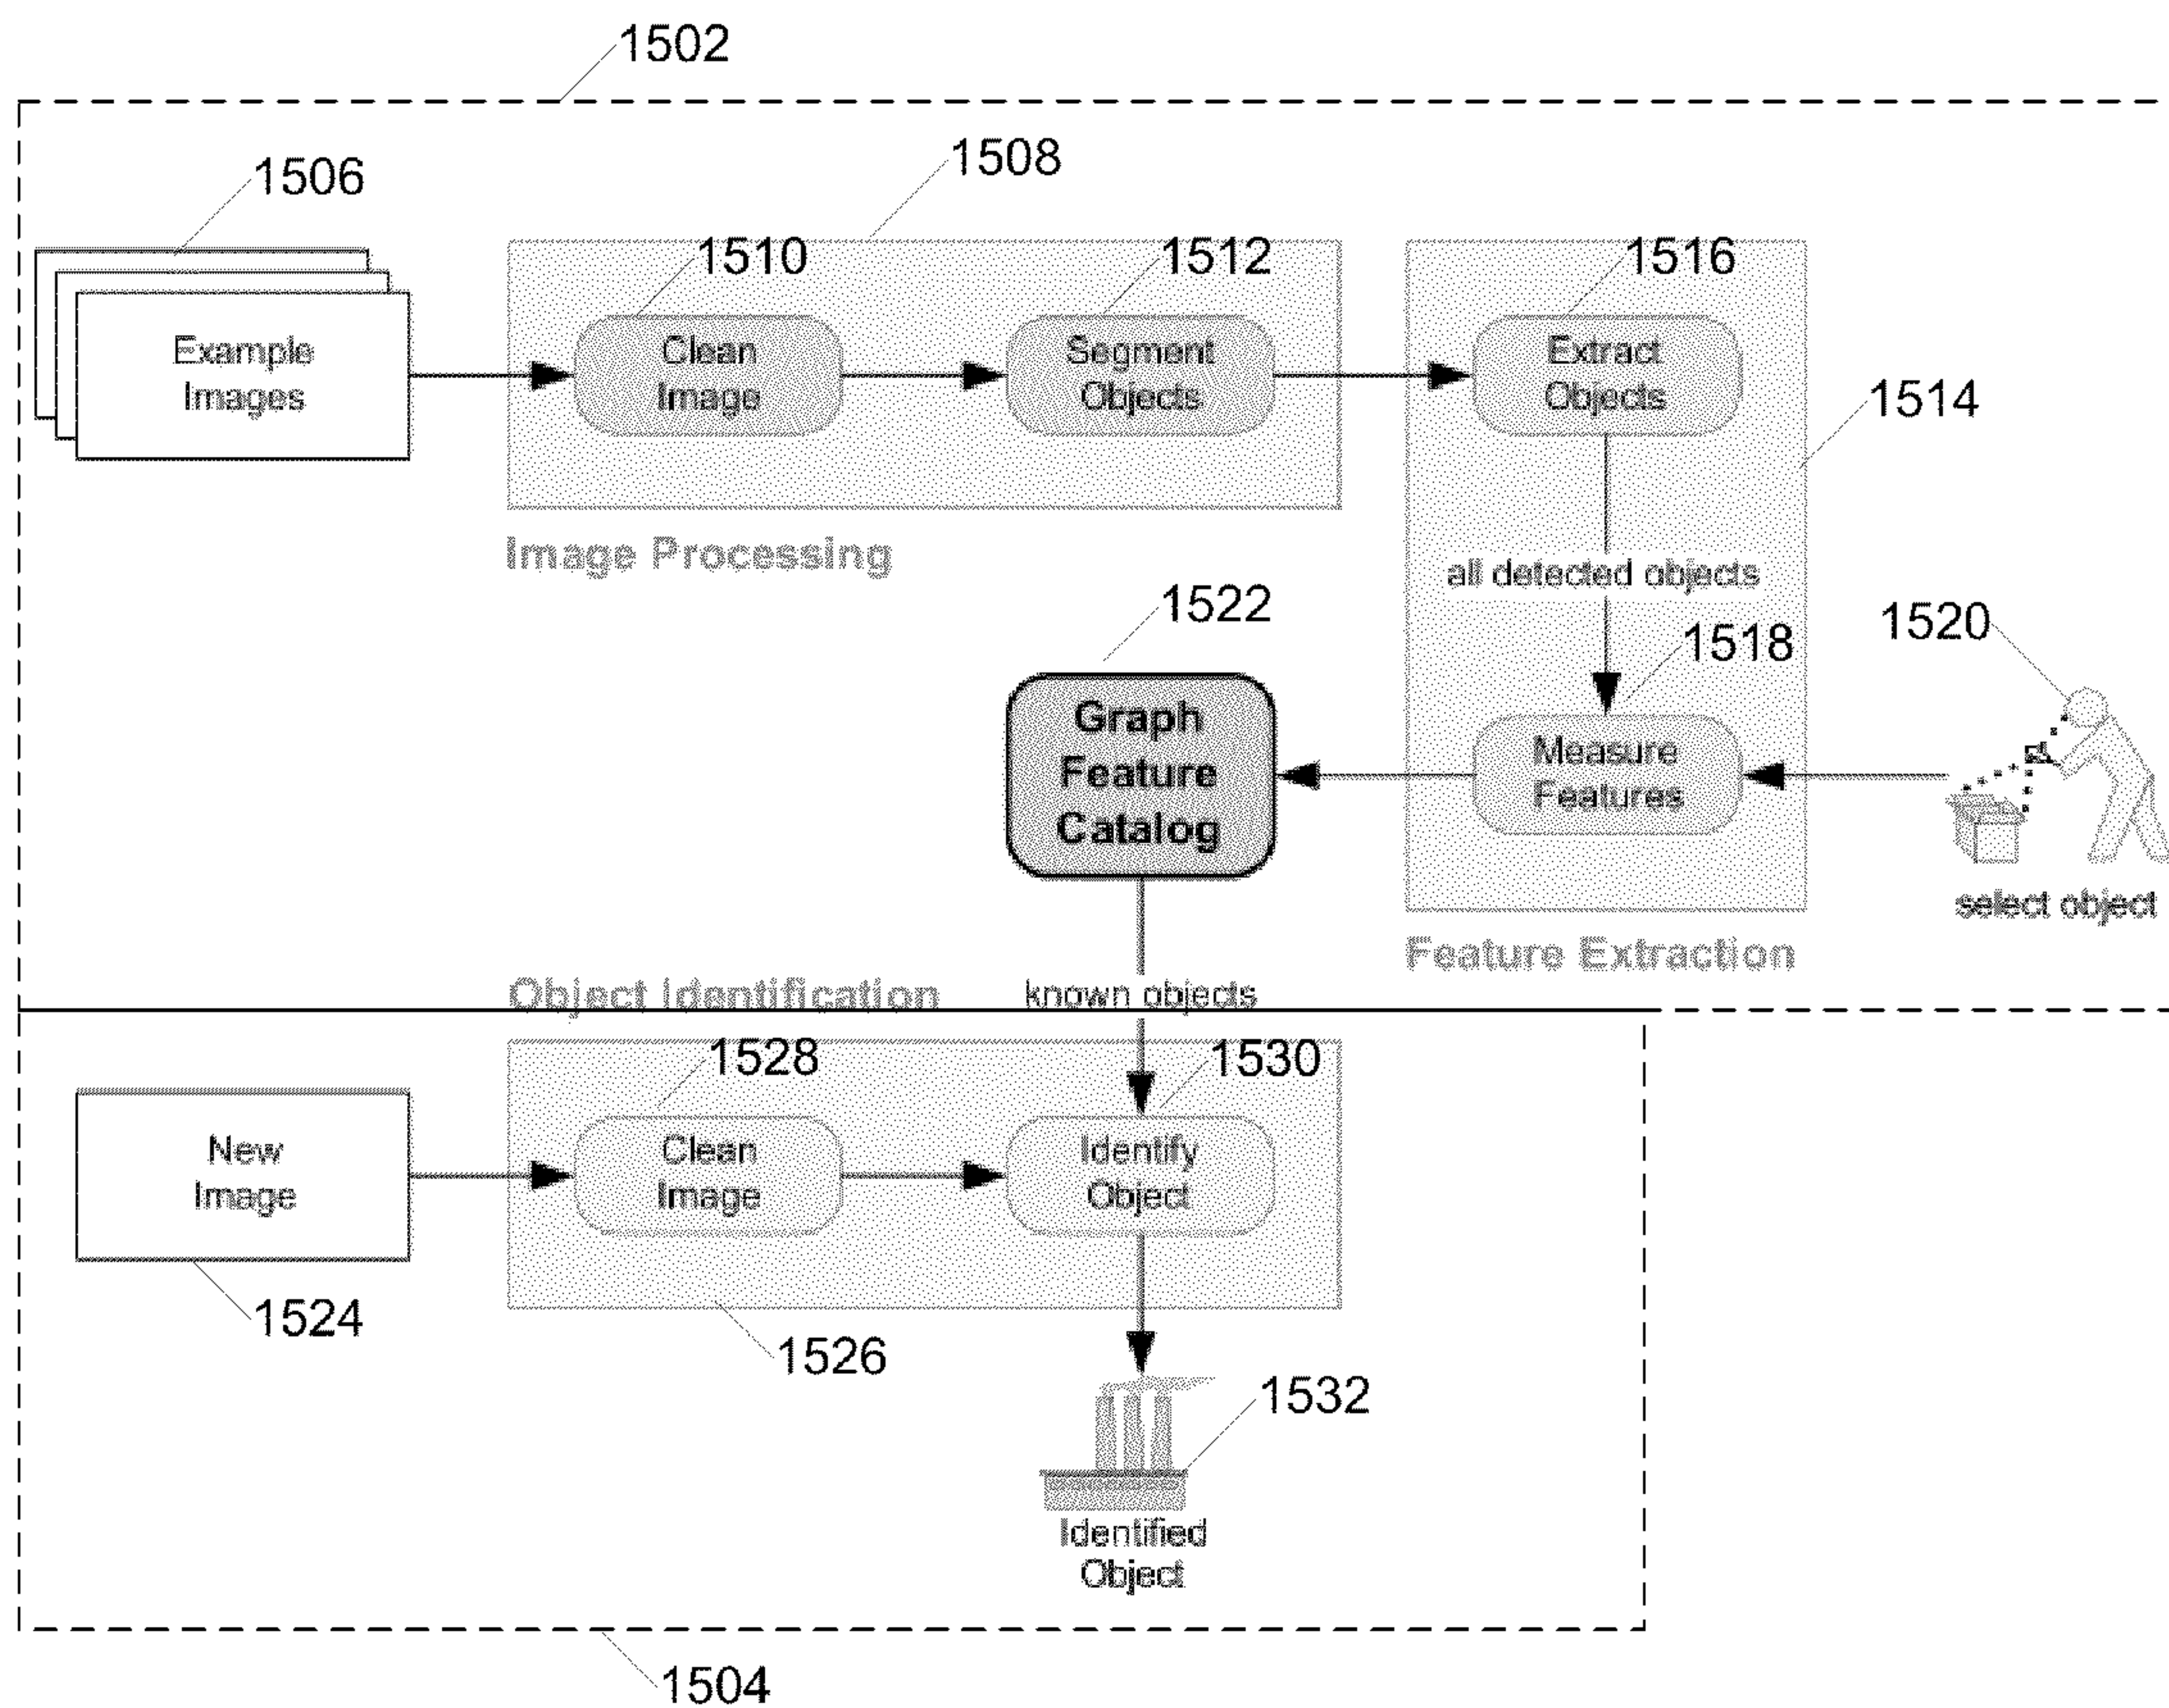 1502
1506
1508
1510
1512
1516
Example
Images
Clean
Image
Segment
Objects
Extract
Objects
1514
Image Processing
all detected objects
1522
1518
1520
Graph
Feature
Catalog
Measure
Features
select object
Feature Extraction
Object Identification
known objects
1528
1530
New
Image
Clean
Image
Identify
Object
1524
1526
1532
Identified
Object
1504